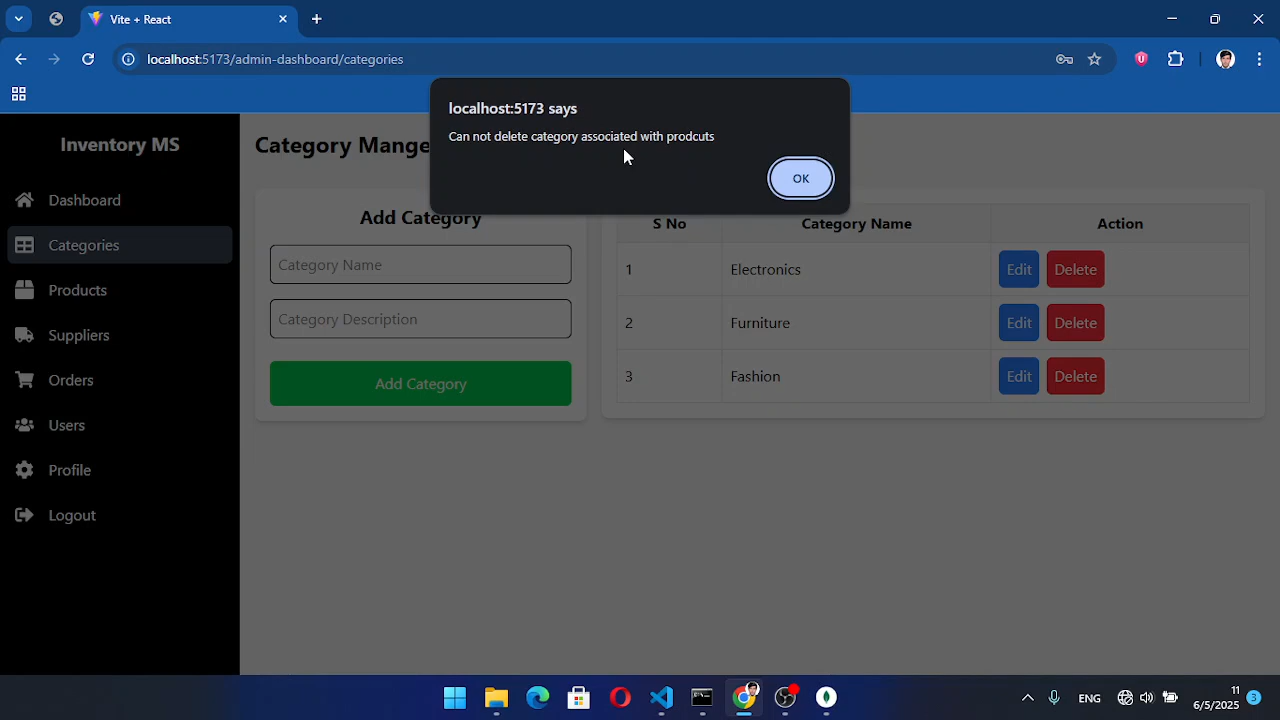 Vite + React
localhost:5173/admin-dashboard/categories
localhost:5173 says
Can not delete category associated with prodcuts
OK
Inventory MS
Dashboard
Categories
Products
Suppliers
Orders
Users
Profile
Logout
Category Mange
Add Category
Category Name
Category Description
Add Category
S No Category Name Action
1 Electronics Edit Delete
2 Furniture Edit Delete
3 Fashion Edit Delete
ENG
11
6/5/2025
3